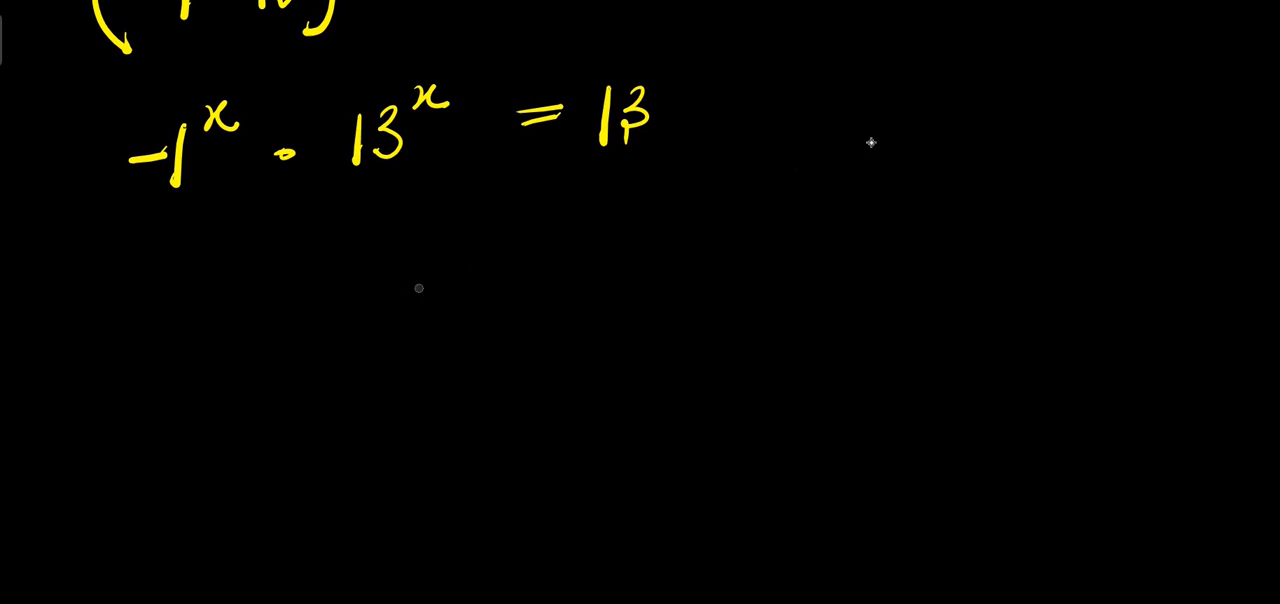 -1^x . 13^x = 13